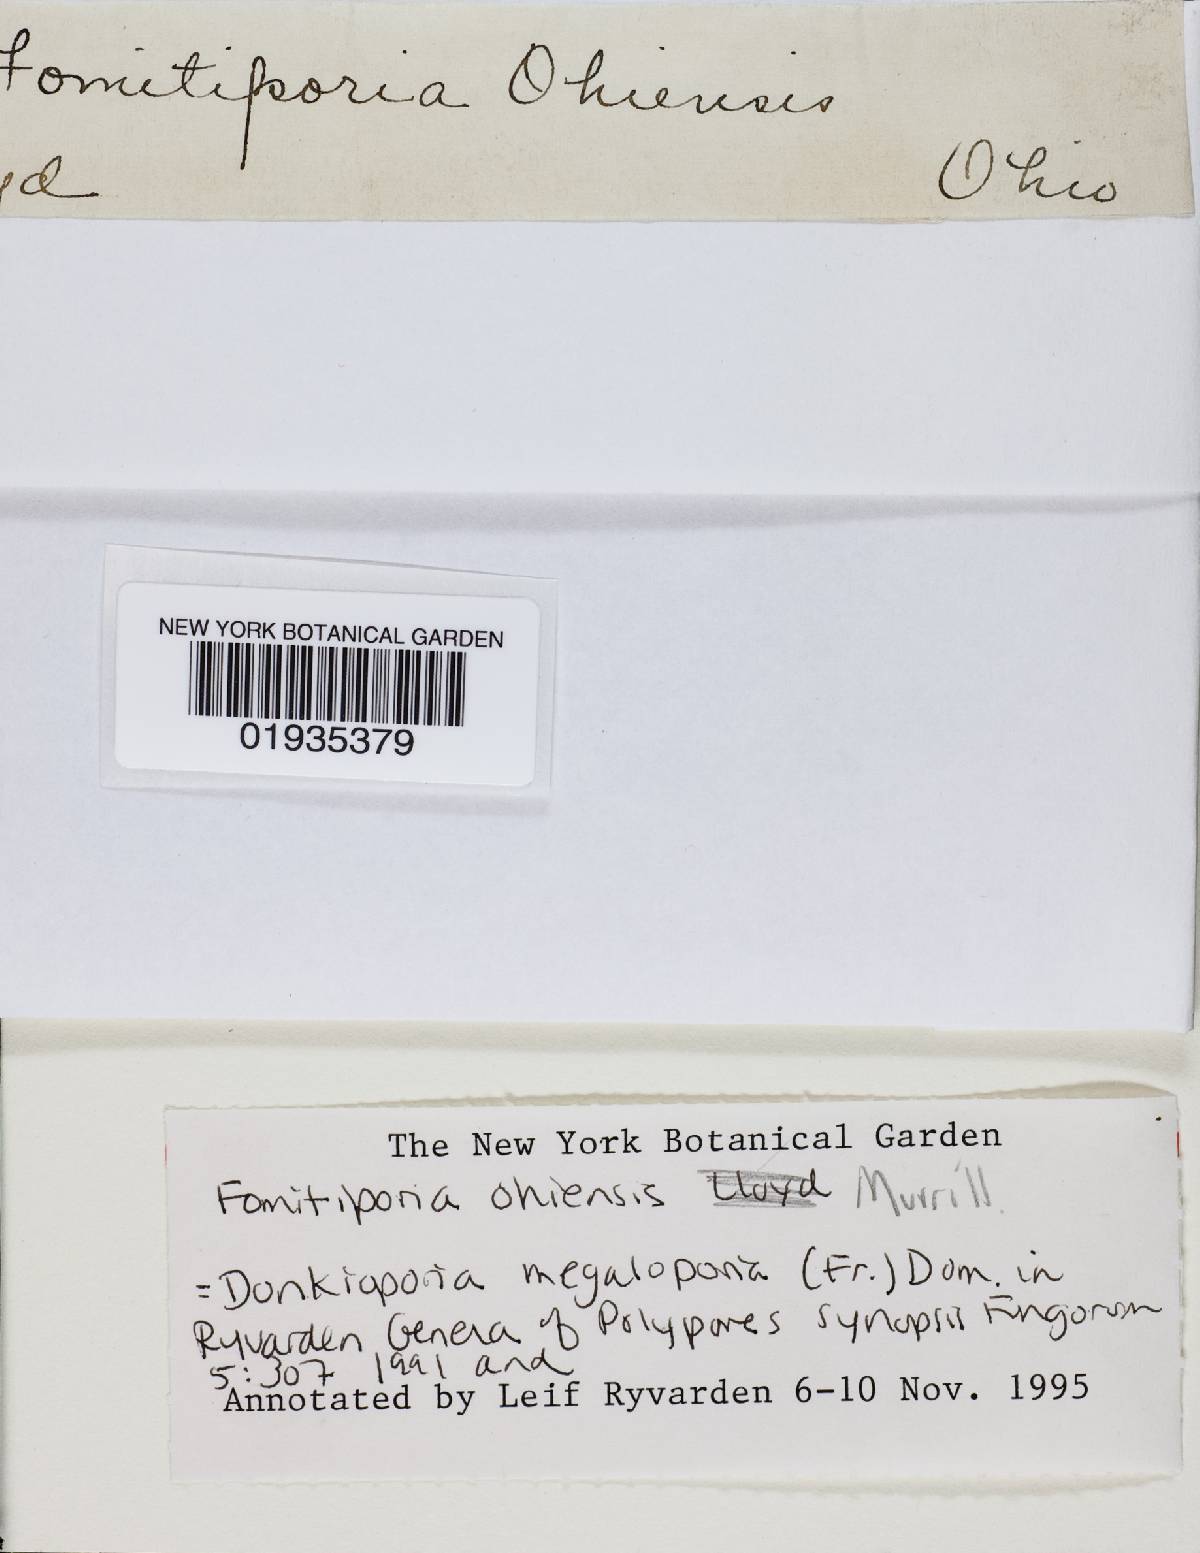 Fomitiporia Ohiensis
yd Ohio
NEW YORK BOTANICAL GARDEN
01935379
The New York Botanical Garden
Fomitiporia ohiensis Lloyd Murrill.
= Donkioporia megaloporia (Fr.) Dom. in
Ryvarden Genera of Polypores Synopsis Fungorum
5:307 1991 and
Annotated by Leif Ryvarden 6-10 Nov. 1995